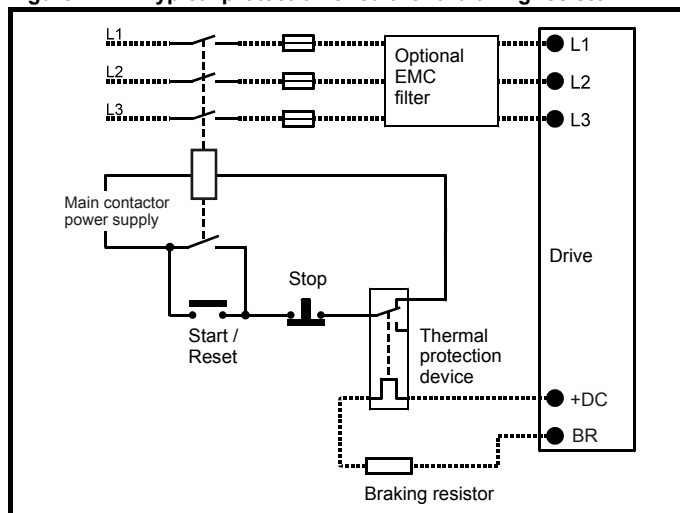 L1
L2
L3
Optional
EMC
filter
L1
L2
L3
Main contactor
power supply
Drive
Stop
Start /
Reset
Thermal
protection
device
+DC
BR
Braking resistor